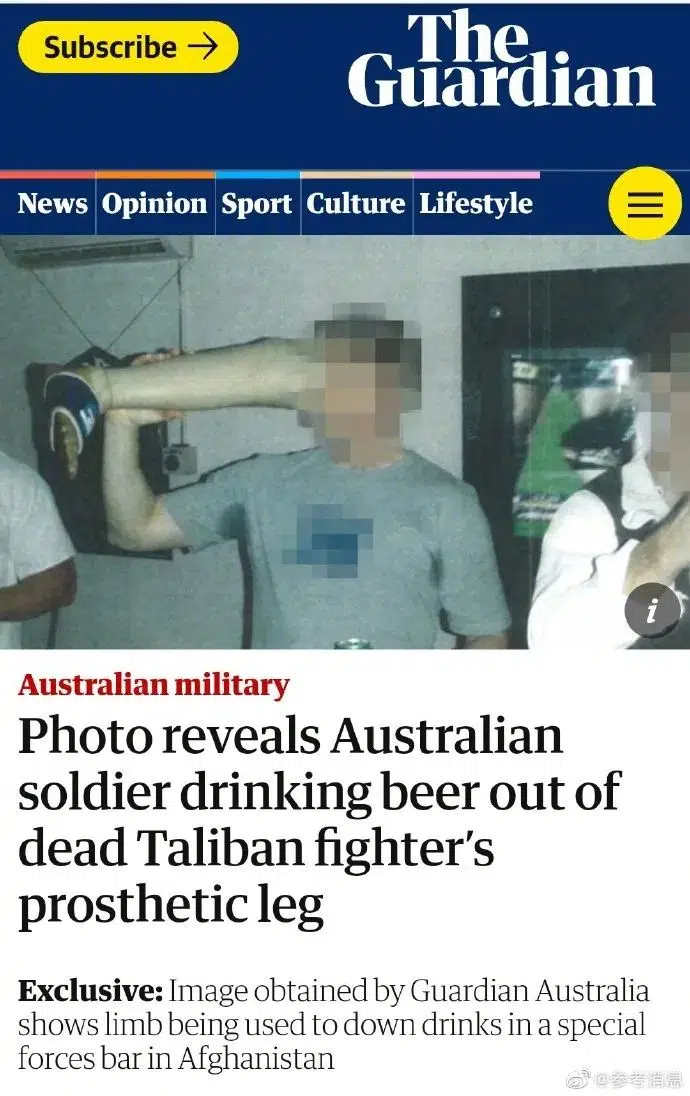 Subscribe →
The
Guardian
News Opinion Sport Culture Lifestyle
i
Australian military
Photo reveals Australian
soldier drinking beer out of
dead Taliban fighter’s
prosthetic leg
Exclusive: Image obtained by Guardian Australia
shows limb being used to down drinks in a special
forces bar in Afghanistan
@参考消息